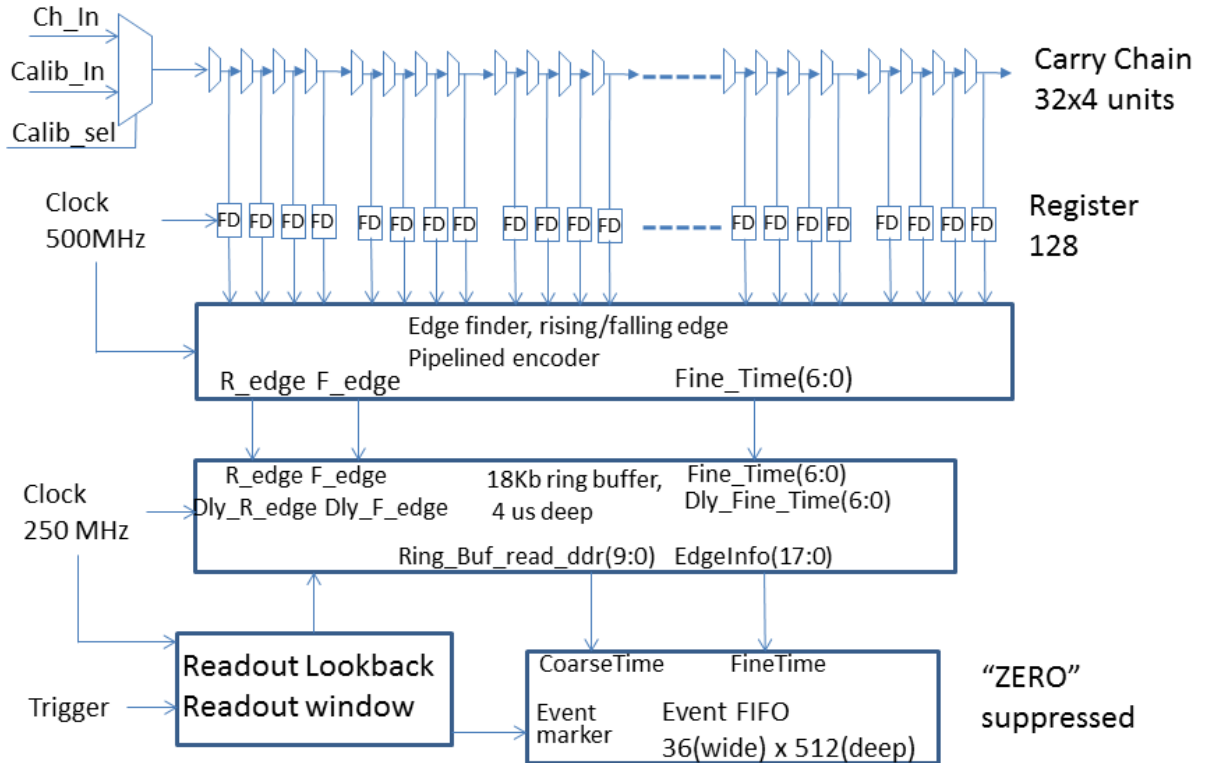 Ch_In
Calib_In
Calib_sel
Carry Chain
32x4 units
Clock
500MHz
FD FD FD FD FD FD FD FD FD FD FD FD FD FD FD FD FD FD FD FD
Register
128
Edge finder, rising/falling edge
Pipelined encoder
R_edge F_edge
Fine_Time(6:0)
Clock
250 MHz
R_edge F_edge
Dly_R_edge Dly_F_edge
18Kb ring buffer,
4 us deep
Fine_Time(6:0)
Dly_Fine_Time(6:0)
Ring_Buf_read_ddr(9:0)
EdgeInfo(17:0)
Trigger
Readout Lookback
Readout window
CoarseTime
FineTime
Event
marker
Event FIFO
36(wide) x 512(deep)
“ZERO”
suppressed